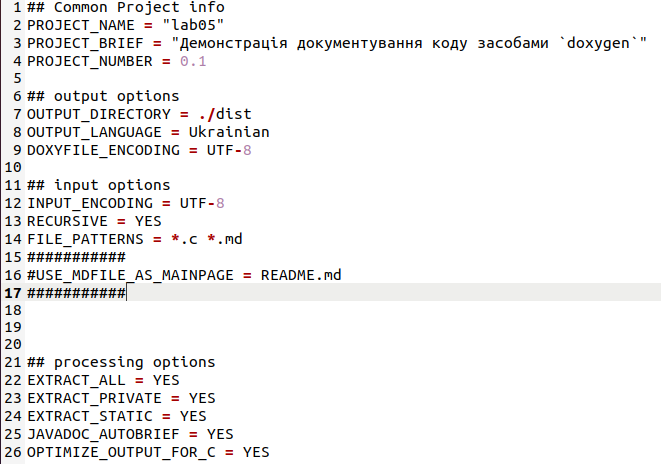 1 ## Common Project info
2 PROJECT_NAME = "lab05"
3 PROJECT_BRIEF = "Демонстрація документування коду засобами `doxygen`"
4 PROJECT_NUMBER = 0.1
5
6 ## output options
7 OUTPUT_DIRECTORY = ./dist
8 OUTPUT_LANGUAGE = Ukrainian
9 DOXYFILE_ENCODING = UTF-8
10
11 ## input options
12 INPUT_ENCODING = UTF-8
13 RECURSIVE = YES
14 FILE_PATTERNS = *.c *.md
15 ###########
16 #USE_MDFILE_AS_MAINPAGE = README.md
17 ###########
18
19
20
21 ## processing options
22 EXTRACT_ALL = YES
23 EXTRACT_PRIVATE = YES
24 EXTRACT_STATIC = YES
25 JAVADOC_AUTOBRIEF = YES
26 OPTIMIZE_OUTPUT_FOR_C = YES